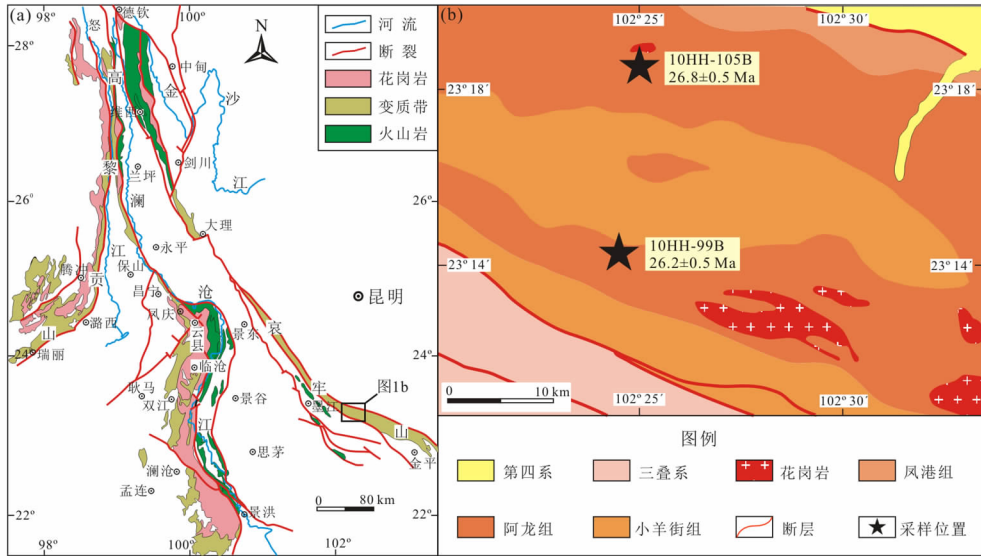 (a)
98°
100°
德钦
怒
28°
中甸
高
金
沙
维西
黎
剑川
兰坪
江
26°
澜
大理
永平
江
保山
腾冲
贡
昌宁
沧
昆明
凤庆
潞西
景东
哀
山
云县
24°
瑞丽
临沧
牢
图1b
耿马
双江
景谷
墨江
江
山
思茅
金平
澜沧
孟连
22°
景洪
0
80 km
98°
100°
102°
N
河流
断裂
花岗岩
变质带
火山岩
(b)
102°25′
102°30′
10HH-105B
26.8±0.5 Ma
23°18′
23°18′
10HH-99B
26.2±0.5 Ma
23°14′
23°14′
0
10 km
102°25′
102°30′
图例
第四系
三叠系
花岗岩
凤港组
阿龙组
小羊街组
断层
采样位置